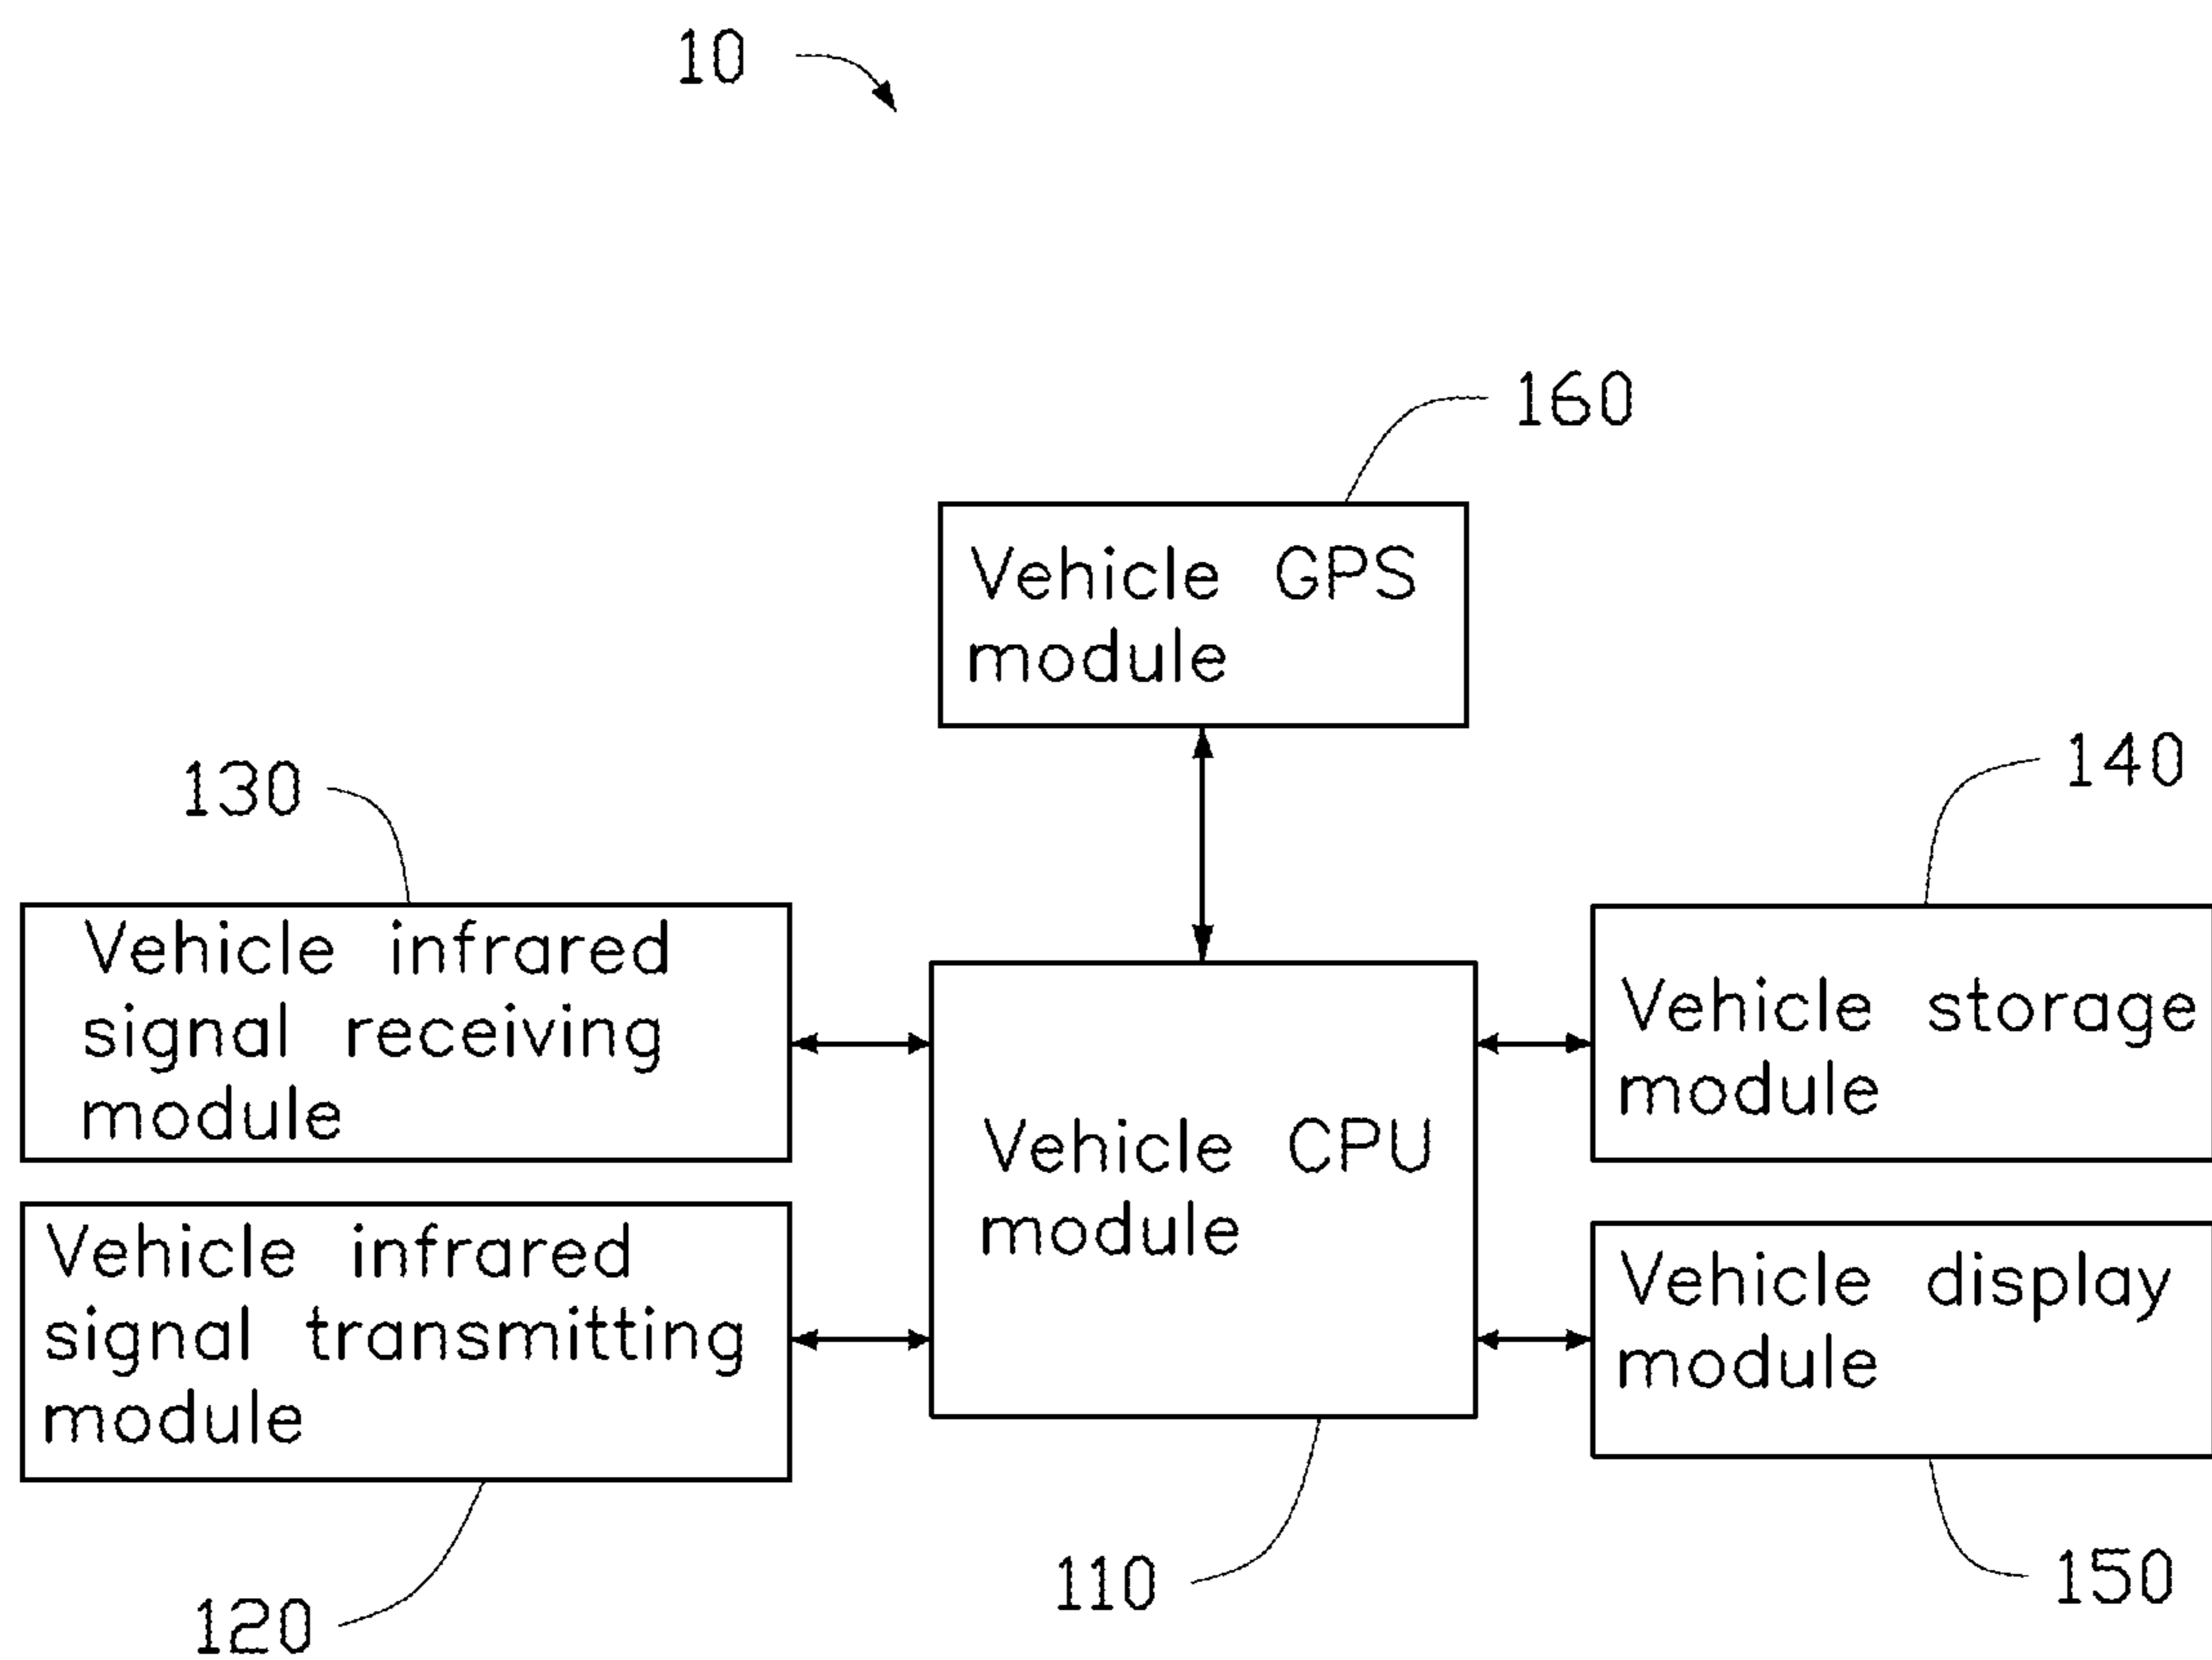 10
160
Vehicle GPS
module
130
140
Vehicle infrared
signal receiving
module
Vehicle storage
module
Vehicle CPU
module
Vehicle infrared
signal transmitting
module
Vehicle display
module
120
110
150